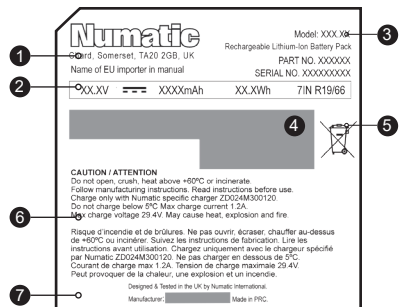 Numatic
Model: XXX.XX
Rechargeable Lithium-Ion Battery Pack
1
3
Chard, Somerset, TA20 2GB, UK
PART NO. XXXXXX
Name of EU importer in manual
SERIAL NO. XXXXXXXXX
2
XX.XV XXXXmAh XX.XWh 7IN R19/66
4
5
CAUTION / ATTENTION
Do not open, crush, heat above +60ºC or incinerate.
Follow manufacturing instructions. Read instructions before use.
Charge only with Numatic specific charger ZD024M300120.
Do not charge below 5ºC Max charge current 1.2A.
6
Max charge voltage 29.4V. May cause heat, explosion and fire.
Risque d'incendie et de brûlures. Ne pas ouvrir, écraser, chauffer au-dessus
de +60ºC ou incinérer. Suivez les instructions de fabrication. Lire les
instructions avant utilisation. Chargez uniquement avec le chargeur spécifié
par Numatic ZD024M300120. Ne pas charger en dessous de 5ºC.
Courant de charge max 1.2A. Tension de charge maximale 29.4V.
Peut provoquer de la chaleur, une explosion et un incendie.
7
Designed & Tested in the UK by Numatic International.
Manufacturer: Made in PRC.